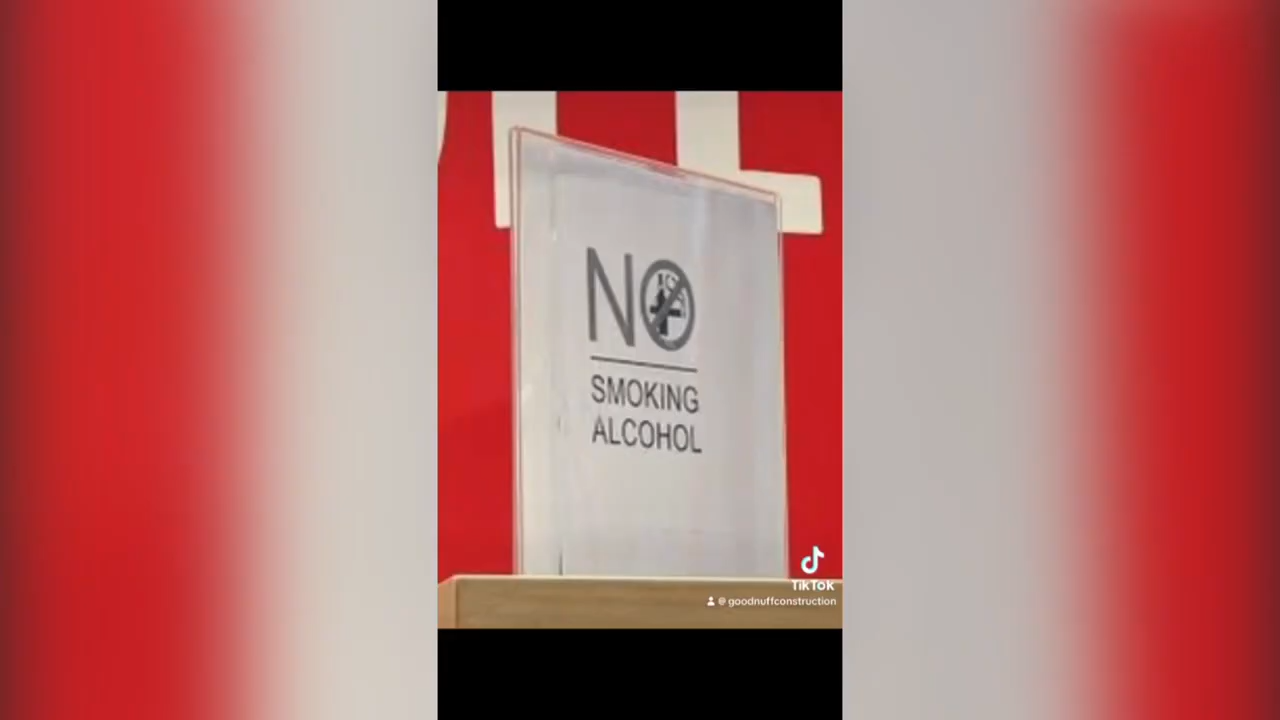 NO
SMOKING
ALCOHOL
TikTok
@ goodnuffconstruction